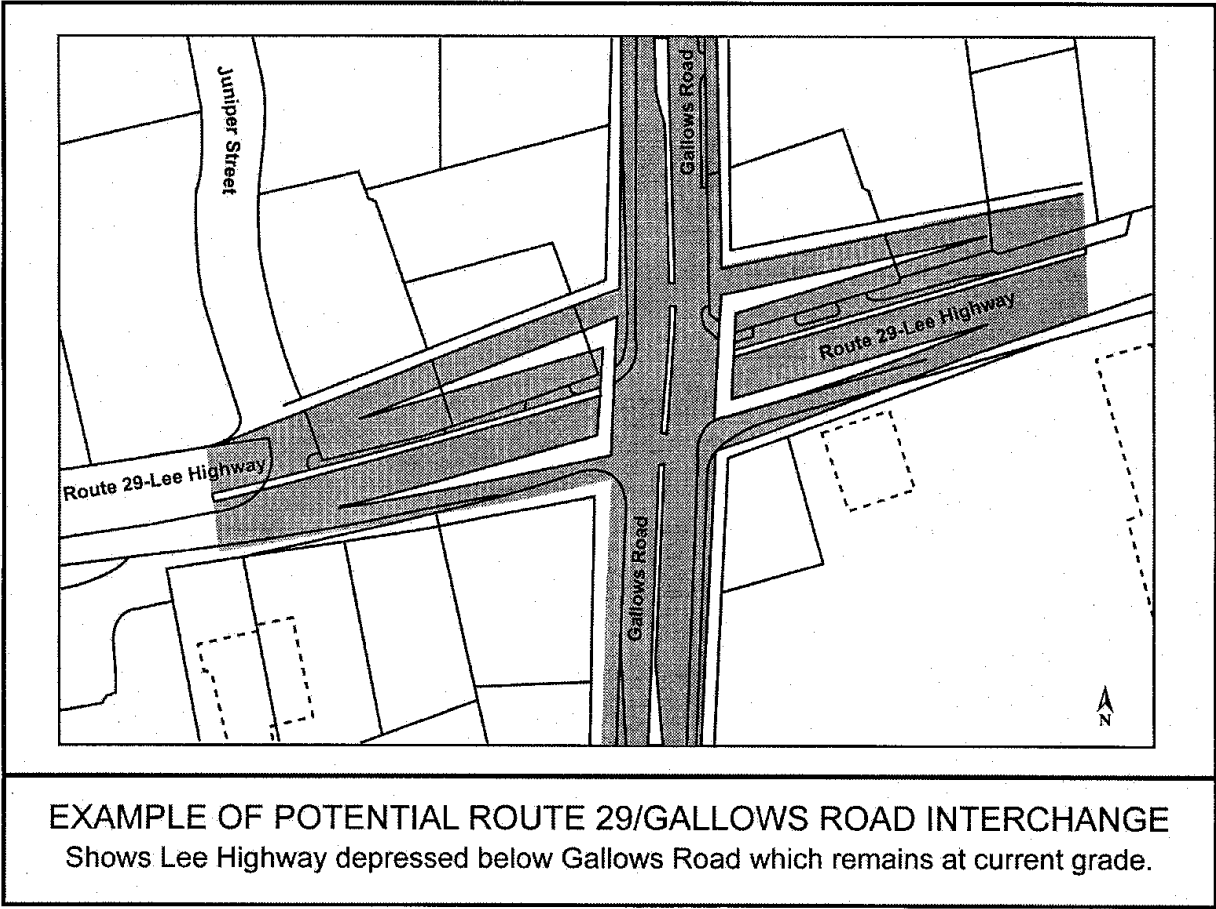 Juniper Street
Gallows Road
Route 29-Lee Highway
Route 29-Lee Highway
Gallows Road
N
EXAMPLE OF POTENTIAL ROUTE 29/GALLOWS ROAD INTERCHANGE
Shows Lee Highway depressed below Gallows Road which remains at current grade.